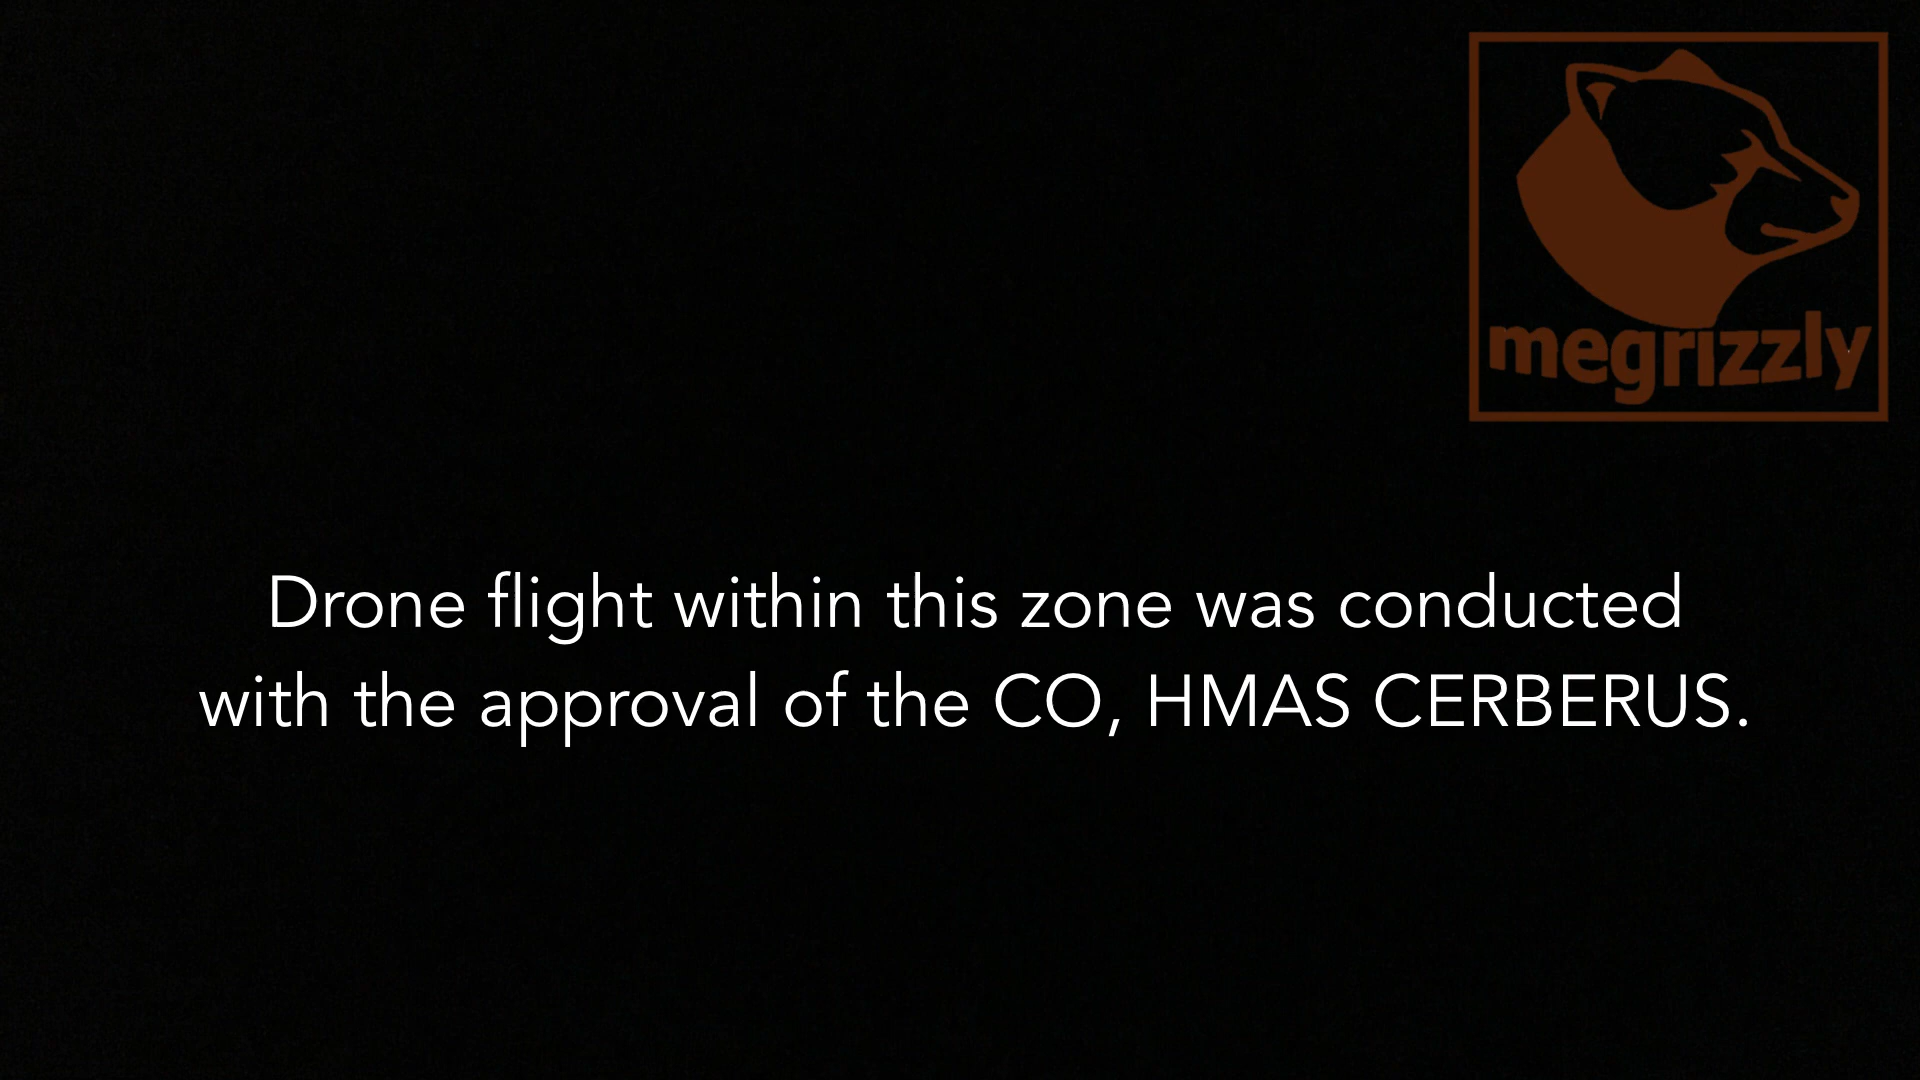 megrizzly
Drone flight within this zone was conducted
with the approval of the CO, HMAS CERBERUS.